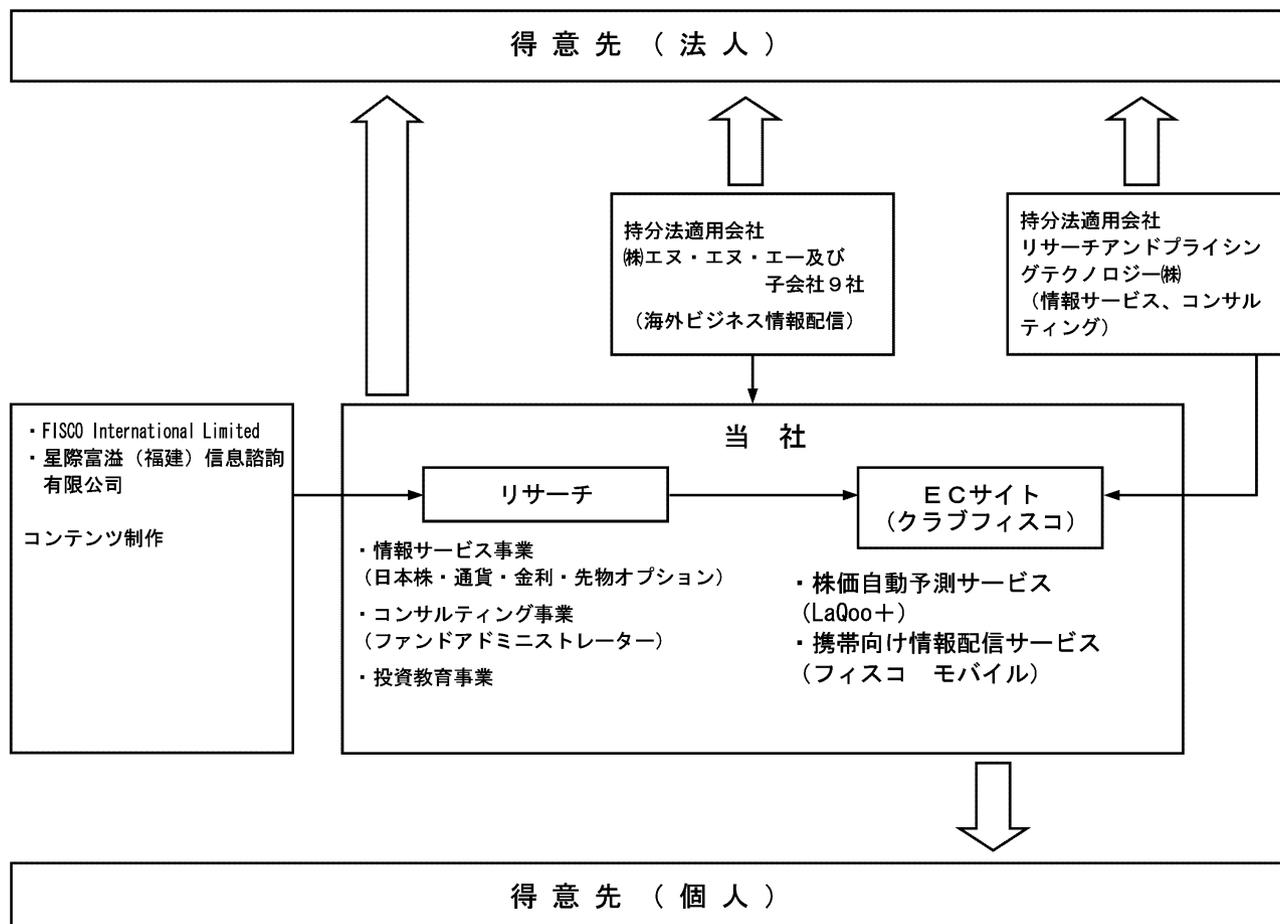 得意先（法人）
持分法適用会社
㈱エヌ・エヌ・エー及び
子会社９社
（海外ビジネス情報配信）
持分法適用会社
リサーチアンドプライシン
グテクノロジー㈱
（情報サービス、コンサル
ティング）
・FISCO International Limited
・星際富溢（福建）信息諮詢
有限公司
コンテンツ制作
当　社
リサーチ
・情報サービス事業
（日本株・通貨・金利・先物オプション）
・コンサルティング事業
（ファンドアドミニストレーター）
・投資教育事業
ＥＣサイト
（クラブフィスコ）
・株価自動予測サービス
（LaQoo＋）
・携帯向け情報配信サービス
（フィスコ　モバイル）
得意先（個人）